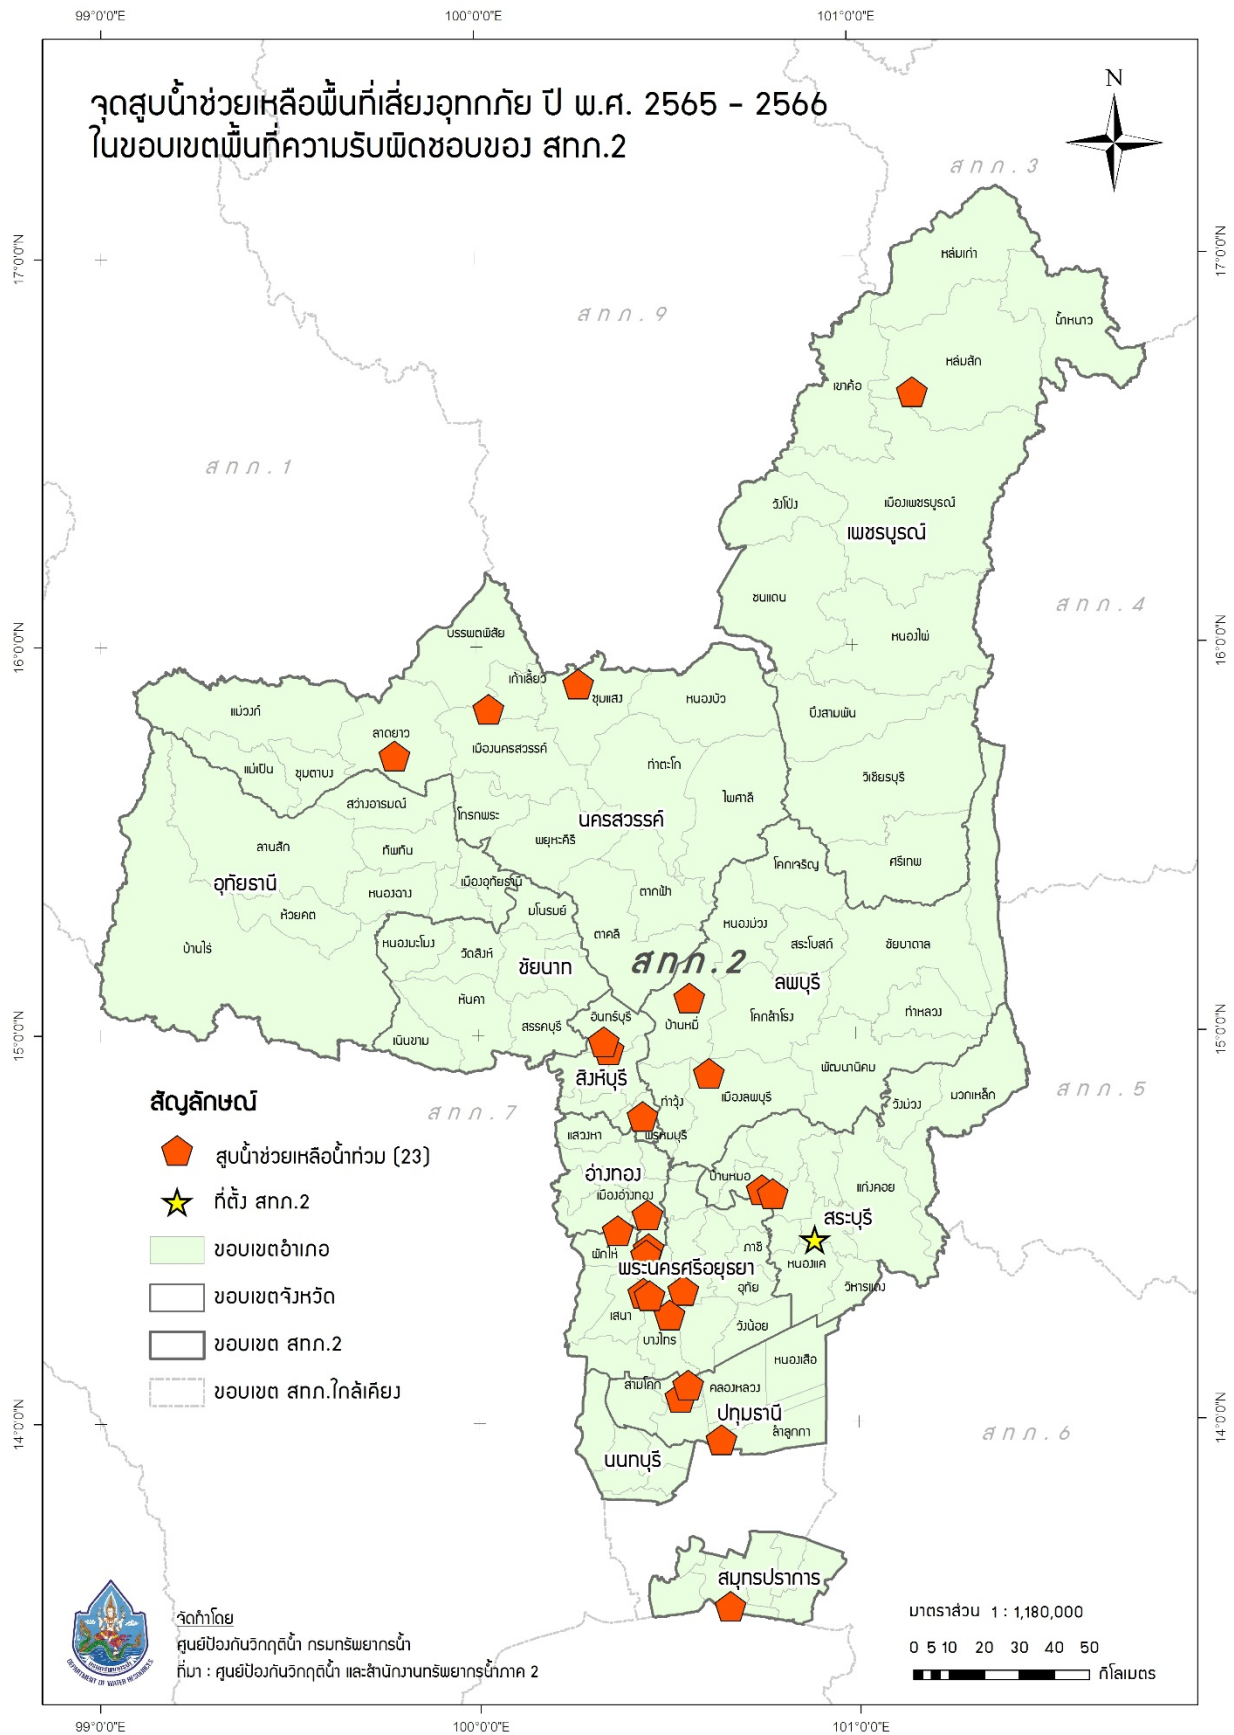 99°0'0"E 100°0'0"E 101°0'0"E
จุดสูบน้ำช่วยเหลือพื้นที่เสี่ยงอุทกภัย ปี พ.ศ. 2565 - 2566
ในขอบเขตพื้นที่ความรับผิดชอบของ สทภ.2
N
สทภ.3
17°0'0"N 17°0'0"N
หล่มเก่า
น้ำหนาว
สทภ.9
หล่มสัก
เขาค้อ
สทภ.1
วังโป่ง
เมืองเพชรบูรณ์
เพชรบูรณ์
ชนแดน
สทภ.4
16°0'0"N 16°0'0"N
บรรพตพิสัย
หนองไผ่
เก้าเลี้ยว
ชุมแสง
หนองบัว
แม่วงก์
บึงสามพัน
ลาดยาว
เมืองนครสวรรค์
ท่าตะโก
แม่เปิน
ชุมตาบง
วิเชียรบุรี
ไพศาลี
สว่างอารมณ์
โกรกพระ
นครสวรรค์
พยุหะคีรี
ลานสัก
ทัพทัน
โคกเจริญ
ศรีเทพ
อุทัยธานี
เมืองอุทัยธานี
หนองฉาง
ตากฟ้า
ห้วยคต
มโนรมย์
หนองม่วง
ตาคลี
บ้านไร่
หนองมะโมง
วัดสิงห์
สระโบสถ์
ชัยบาดาล
ชัยนาท
สทภ.2
ลพบุรี
หันคา
สรรคบุรี
อินทร์บุรี
บ้านหมี่
โคกสำโรง
ท่าหลวง
15°0'0"N 15°0'0"N
เนินขาม
พัฒนานิคม
สิงห์บุรี
วังม่วง
มวกเหล็ก
สทภ.5
เมืองลพบุรี
ท่าวุ้ง
สทภ.7
สัญลักษณ์
แสวงหา
พรหมบุรี
สูบน้ำช่วยเหลือน้ำท่วม (23)
อ่างทอง
บ้านหมอ
แก่งคอย
ที่ตั้ง สทภ.2
เมืองอ่างทอง
สระบุรี
ขอบเขตอำเภอ
ผักไห่
ภาชี
พระนครศรีอยุธยา
หนองแค
ขอบเขตจังหวัด
อุทัย
วิหารแดง
เสนา
วังน้อย
ขอบเขต สทภ.2
บางไทร
หนองเสือ
ขอบเขต สทภ.ใกล้เคียง
สามโคก
คลองหลวง
ปทุมธานี
14°0'0"N 14°0'0"N
ลำลูกกา
สทภ.6
นนทบุรี
สมุทรปราการ
DEPARTMENT OF WATER RESOURCES
จัดทำโดย
ศูนย์ป้องกันวิกฤติน้ำ กรมทรัพยากรน้ำ
ที่มา : ศูนย์ป้องกันวิกฤติน้ำ และสำนักงานทรัพยากรน้ำภาค 2
มาตราส่วน 1 : 1,180,000
0 5 10 20 30 40 50
กิโลเมตร
99°0'0"E 100°0'0"E 101°0'0"E